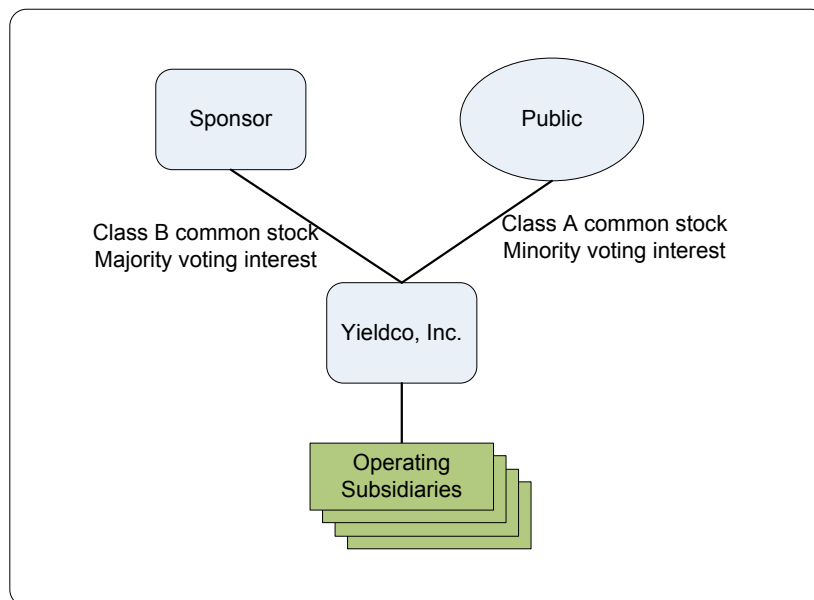 Sponsor
Public
Class B common stock
Majority voting interest
Class A common stock
Minority voting interest
Yieldco, Inc.
Operating
Subsidiaries